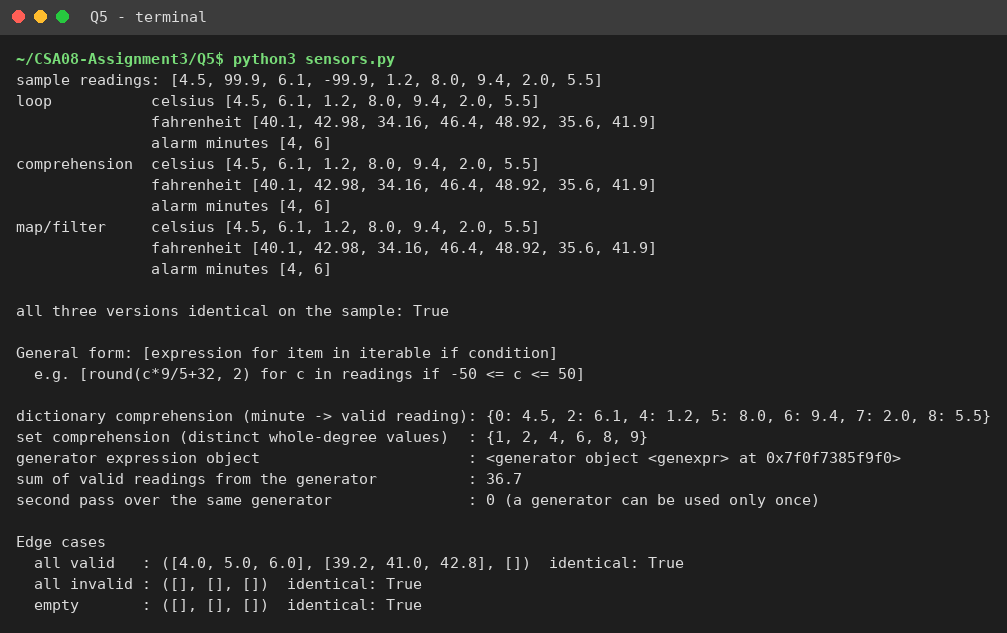 Q5 - terminal
~/CSA08-Assignment3/Q5$ python3 sensors.py
sample readings: [4.5, 99.9, 6.1, -99.9, 1.2, 8.0, 9.4, 2.0, 5.5]
loop           celsius [4.5, 6.1, 1.2, 8.0, 9.4, 2.0, 5.5]
               fahrenheit [40.1, 42.98, 34.16, 46.4, 48.92, 35.6, 41.9]
               alarm minutes [4, 6]
comprehension  celsius [4.5, 6.1, 1.2, 8.0, 9.4, 2.0, 5.5]
               fahrenheit [40.1, 42.98, 34.16, 46.4, 48.92, 35.6, 41.9]
               alarm minutes [4, 6]
map/filter     celsius [4.5, 6.1, 1.2, 8.0, 9.4, 2.0, 5.5]
               fahrenheit [40.1, 42.98, 34.16, 46.4, 48.92, 35.6, 41.9]
               alarm minutes [4, 6]
all three versions identical on the sample: True
General form: [expression for item in iterable if condition]
  e.g. [round(c*9/5+32, 2) for c in readings if -50 <= c <= 50]
dictionary comprehension (minute -> valid reading): {0: 4.5, 2: 6.1, 4: 1.2, 5: 8.0, 6: 9.4, 7: 2.0, 8: 5.5}
set comprehension (distinct whole-degree values)  : {1, 2, 4, 6, 8, 9}
generator expression object                       : <generator object <genexpr> at 0x7f0f7385f9f0>
sum of valid readings from the generator          : 36.7
second pass over the same generator               : 0 (a generator can be used only once)
Edge cases
  all valid   : ([4.0, 5.0, 6.0], [39.2, 41.0, 42.8], [])  identical: True
  all invalid : ([], [], [])  identical: True
  empty       : ([], [], [])  identical: True